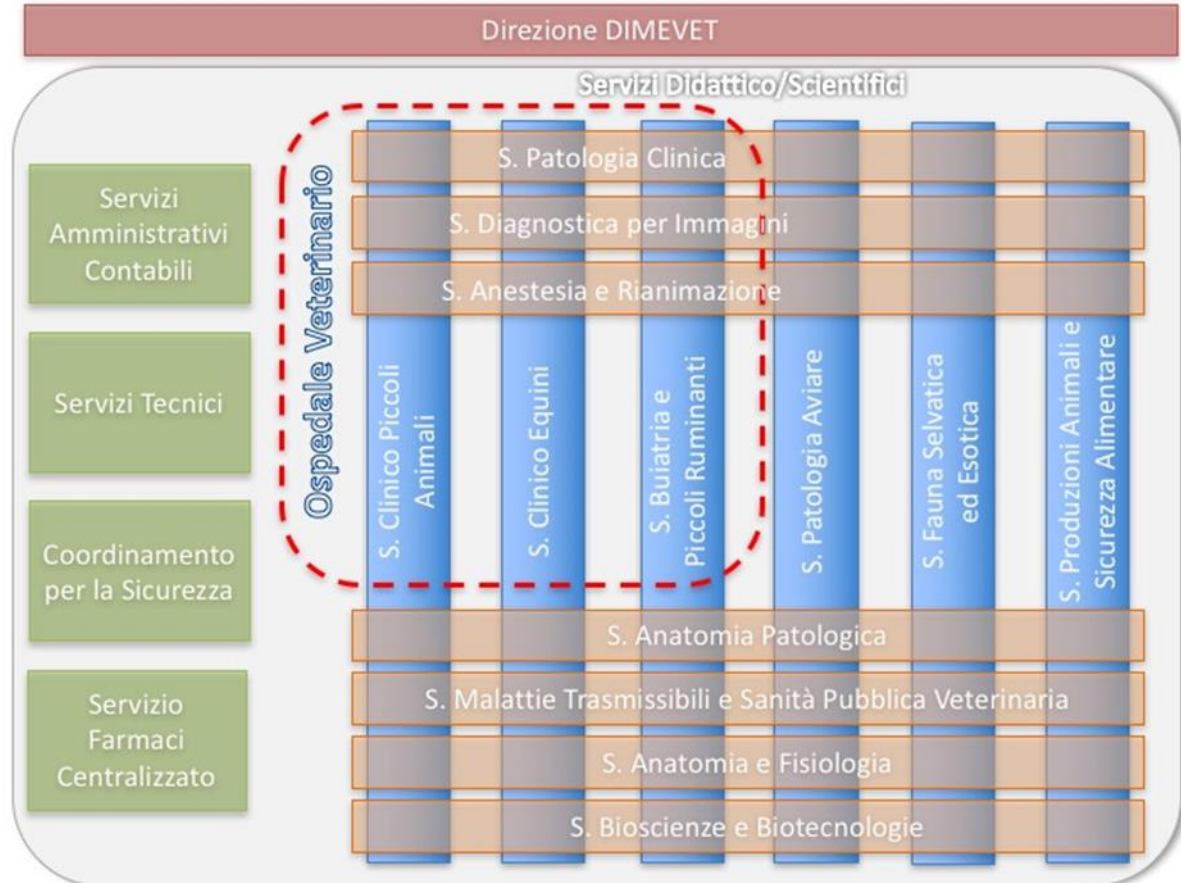 Direzione DIMEVET
Servizi Didattico/Scientifici
Servizi
Amministrativi
Contabili
Servizi Tecnici
Coordinamento
per la Sicurezza
Servizio
Farmaci
Centralizzato
Ospedale Veterinario
S. Patologia Clinica
S. Diagnostica per Immagini
S. Anestesia e Rianimazione
S. Clinico Piccoli
Animali
S. Clinico Equini
S. Buiatria e
Piccoli Ruminanti
S. Patologia Aviare
S. Fauna Selvatica
ed Esotica
S. Produzioni Animali e
Sicurezza Alimentare
S. Anatomia Patologica
S. Malattie Trasmissibili e Sanità Pubblica Veterinaria
S. Anatomia e Fisiologia
S. Bioscienze e Biotecnologie